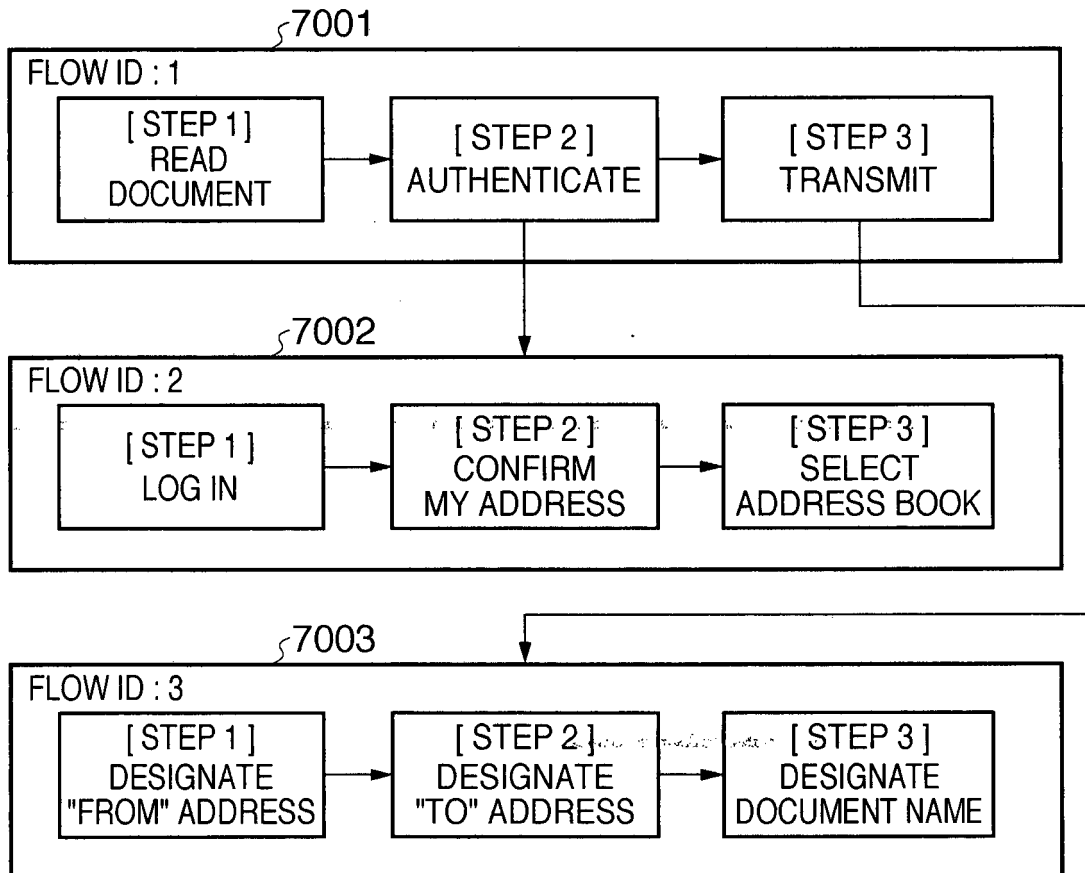 7001
FLOW ID : 1
[ STEP 1 ]
READ
DOCUMENT
[ STEP 2 ]
AUTHENTICATE
[ STEP 3 ]
TRANSMIT
7002
FLOW ID : 2
[ STEP 1 ]
LOG IN
[ STEP 2 ]
CONFIRM
MY ADDRESS
[ STEP 3 ]
SELECT
ADDRESS BOOK
7003
FLOW ID : 3
[ STEP 1 ]
DESIGNATE
"FROM" ADDRESS
[ STEP 2 ]
DESIGNATE
"TO" ADDRESS
[ STEP 3 ]
DESIGNATE
DOCUMENT NAME